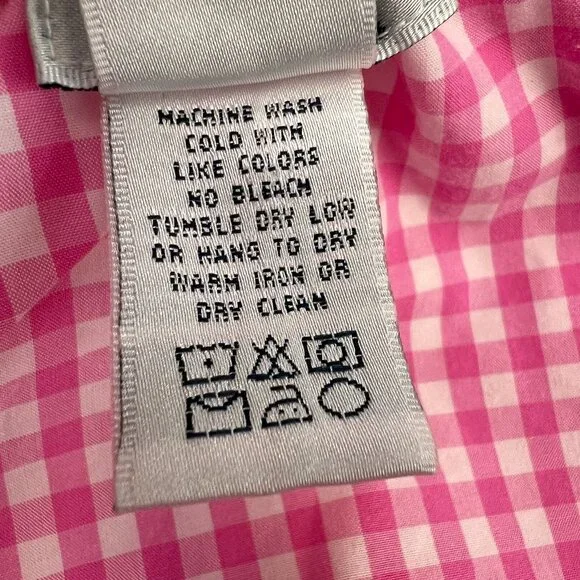 MACHINE WASH
COLD WITH
LIKE COLORS
NO BLEACH
TUMBLE DRY LOW
OR HANG TO DRY
WARM IRON OR
DRY CLEAN